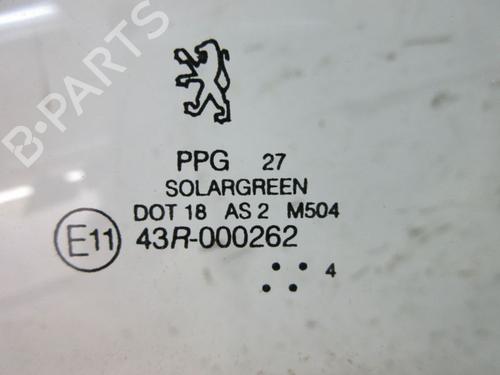 B-PARTS
PPG 27
SOLARGREEN
DOT 18 AS 2 M504
E11 43R-000262
4